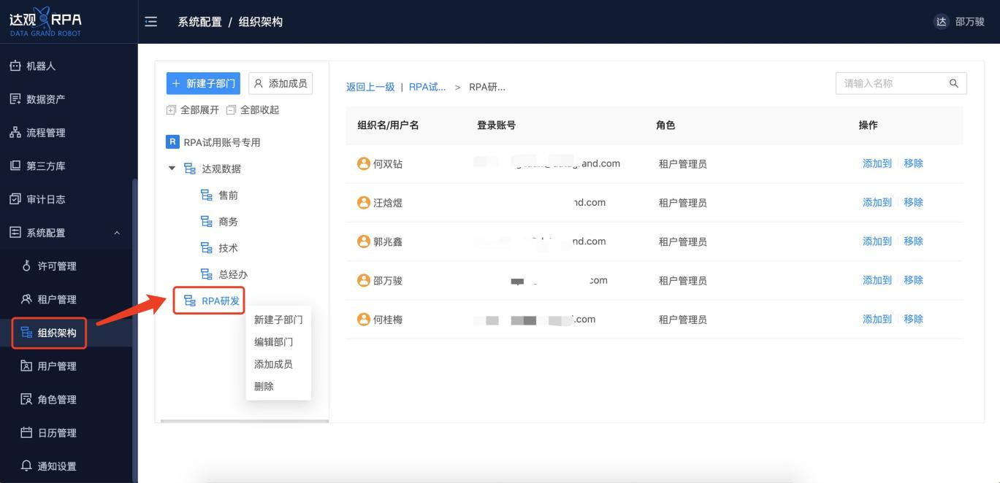 达观 RPA
DATA GRAND ROBOT
系统配置 / 组织架构
达 邵万骏
机器人
数据资产
流程管理
第三方库
审计日志
系统配置
许可管理
租户管理
组织架构
用户管理
角色管理
日历管理
通知设置
新建子部门
添加成员
全部展开 全部收起
R RPA试用账号专用
达观数据
售前
商务
技术
总经办
RPA研发
新建子部门
编辑部门
添加成员
删除
返回上一级 | RPA试... > RPA研...
请输入名称
组织名/用户名 登录账号 角色 操作
何双钻 and.com 租户管理员 添加到 移除
汪焓煜 nd.com 租户管理员 添加到 移除
郭兆鑫 nd.com 租户管理员 添加到 移除
邵万骏 com 租户管理员 添加到 移除
何桂梅 .com 租户管理员 添加到 移除